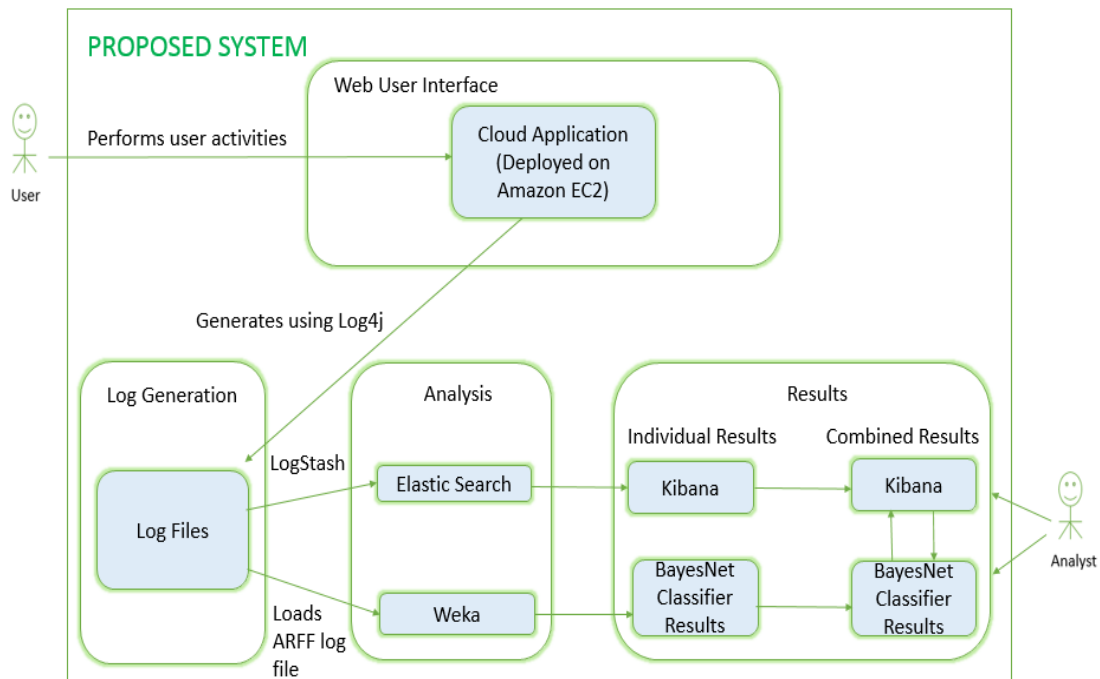 PROPOSED SYSTEM
Web User Interface
Cloud Application
(Deployed on
Amazon EC2)
Performs user activities
User
Generates using Log4j
Log Generation
Log Files
LogStash
Loads
ARFF log
file
Analysis
Elastic Search
Weka
Results
Individual Results
Combined Results
Kibana
Kibana
BayesNet
Classifier
Results
BayesNet
Classifier
Results
Analyst